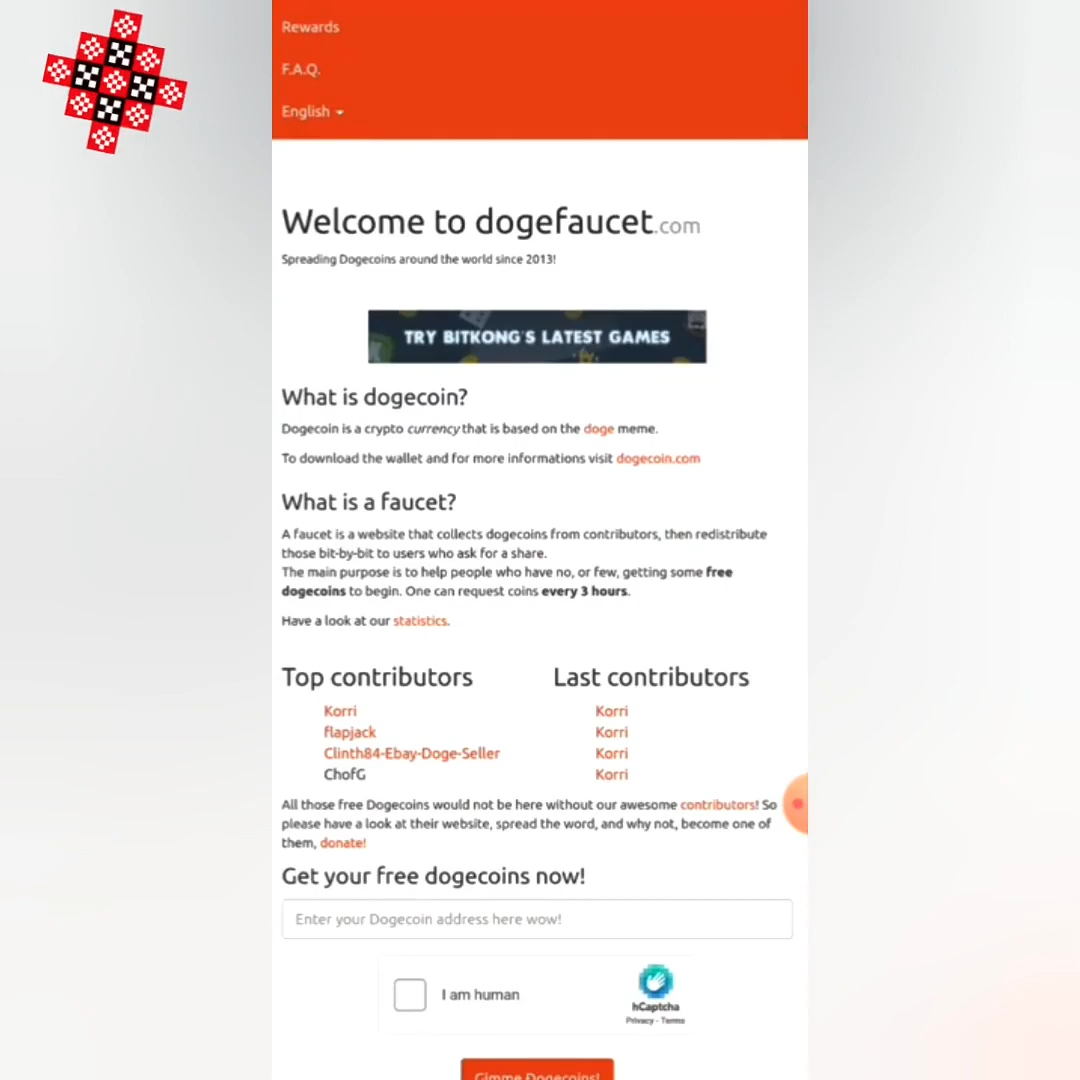 Rewards
F.A.Q.
English
Welcome to dogefaucet.com
Spreading Dogecoins around the world since 2013!
TRY BITKONG'S LATEST GAMES
What is dogecoin?
Dogecoin is a crypto currency that is based on the doge meme.
To download the wallet and for more informations visit dogecoin.com
What is a faucet?
A faucet is a website that collects dogecoins from contributors, then redistribute
those bit-by-bit to users who ask for a share.
The main purpose is to help people who have no, or few, getting some free
dogecoins to begin. One can request coins every 3 hours.
Have a look at our statistics.
Top contributors
Korri
flapjack
Clinth84-Ebay-Doge-Seller
ChofG
Last contributors
Korri
Korri
Korri
Korri
All those free Dogecoins would not be here without our awesome contributors! So
please have a look at their website, spread the word, and why not, become one of
them, donate!
Get your free dogecoins now!
Enter your Dogecoin address here wow!
I am human
hCaptcha
Privacy - Terms
Gimme Dogecoins!